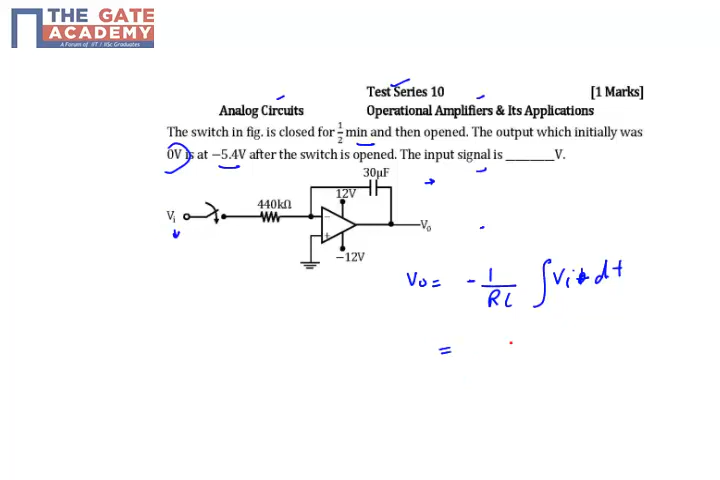 THE GATE
ACADEMY
A Forum of IIT / IISc Graduates
Test Series 10 [1 Marks]
Analog Circuits Operational Amplifiers & Its Applications
The switch in fig. is closed for 1/2 min and then opened. The output which initially was
0V is at −5.4V after the switch is opened. The input signal is ________V.
30μF
12V
440kΩ
Vi
−
+
Vo
−12V
Vo = - 1/RC ∫ Vi dt
=